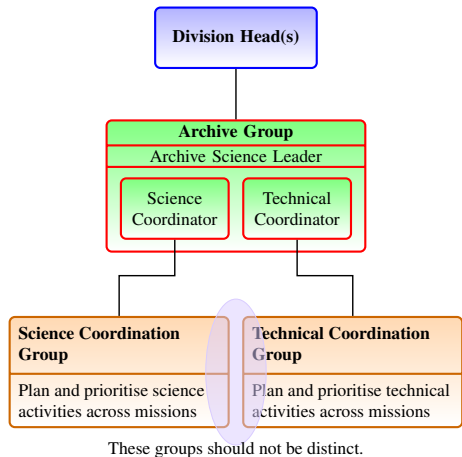 Division Head(s)
Archive Group
Archive Science Leader
Science
Coordinator
Technical
Coordinator
Science Coordination
Group
Plan and prioritise science
activities across missions
Technical Coordination
Group
Plan and prioritise technical
activities across missions
These groups should not be distinct.